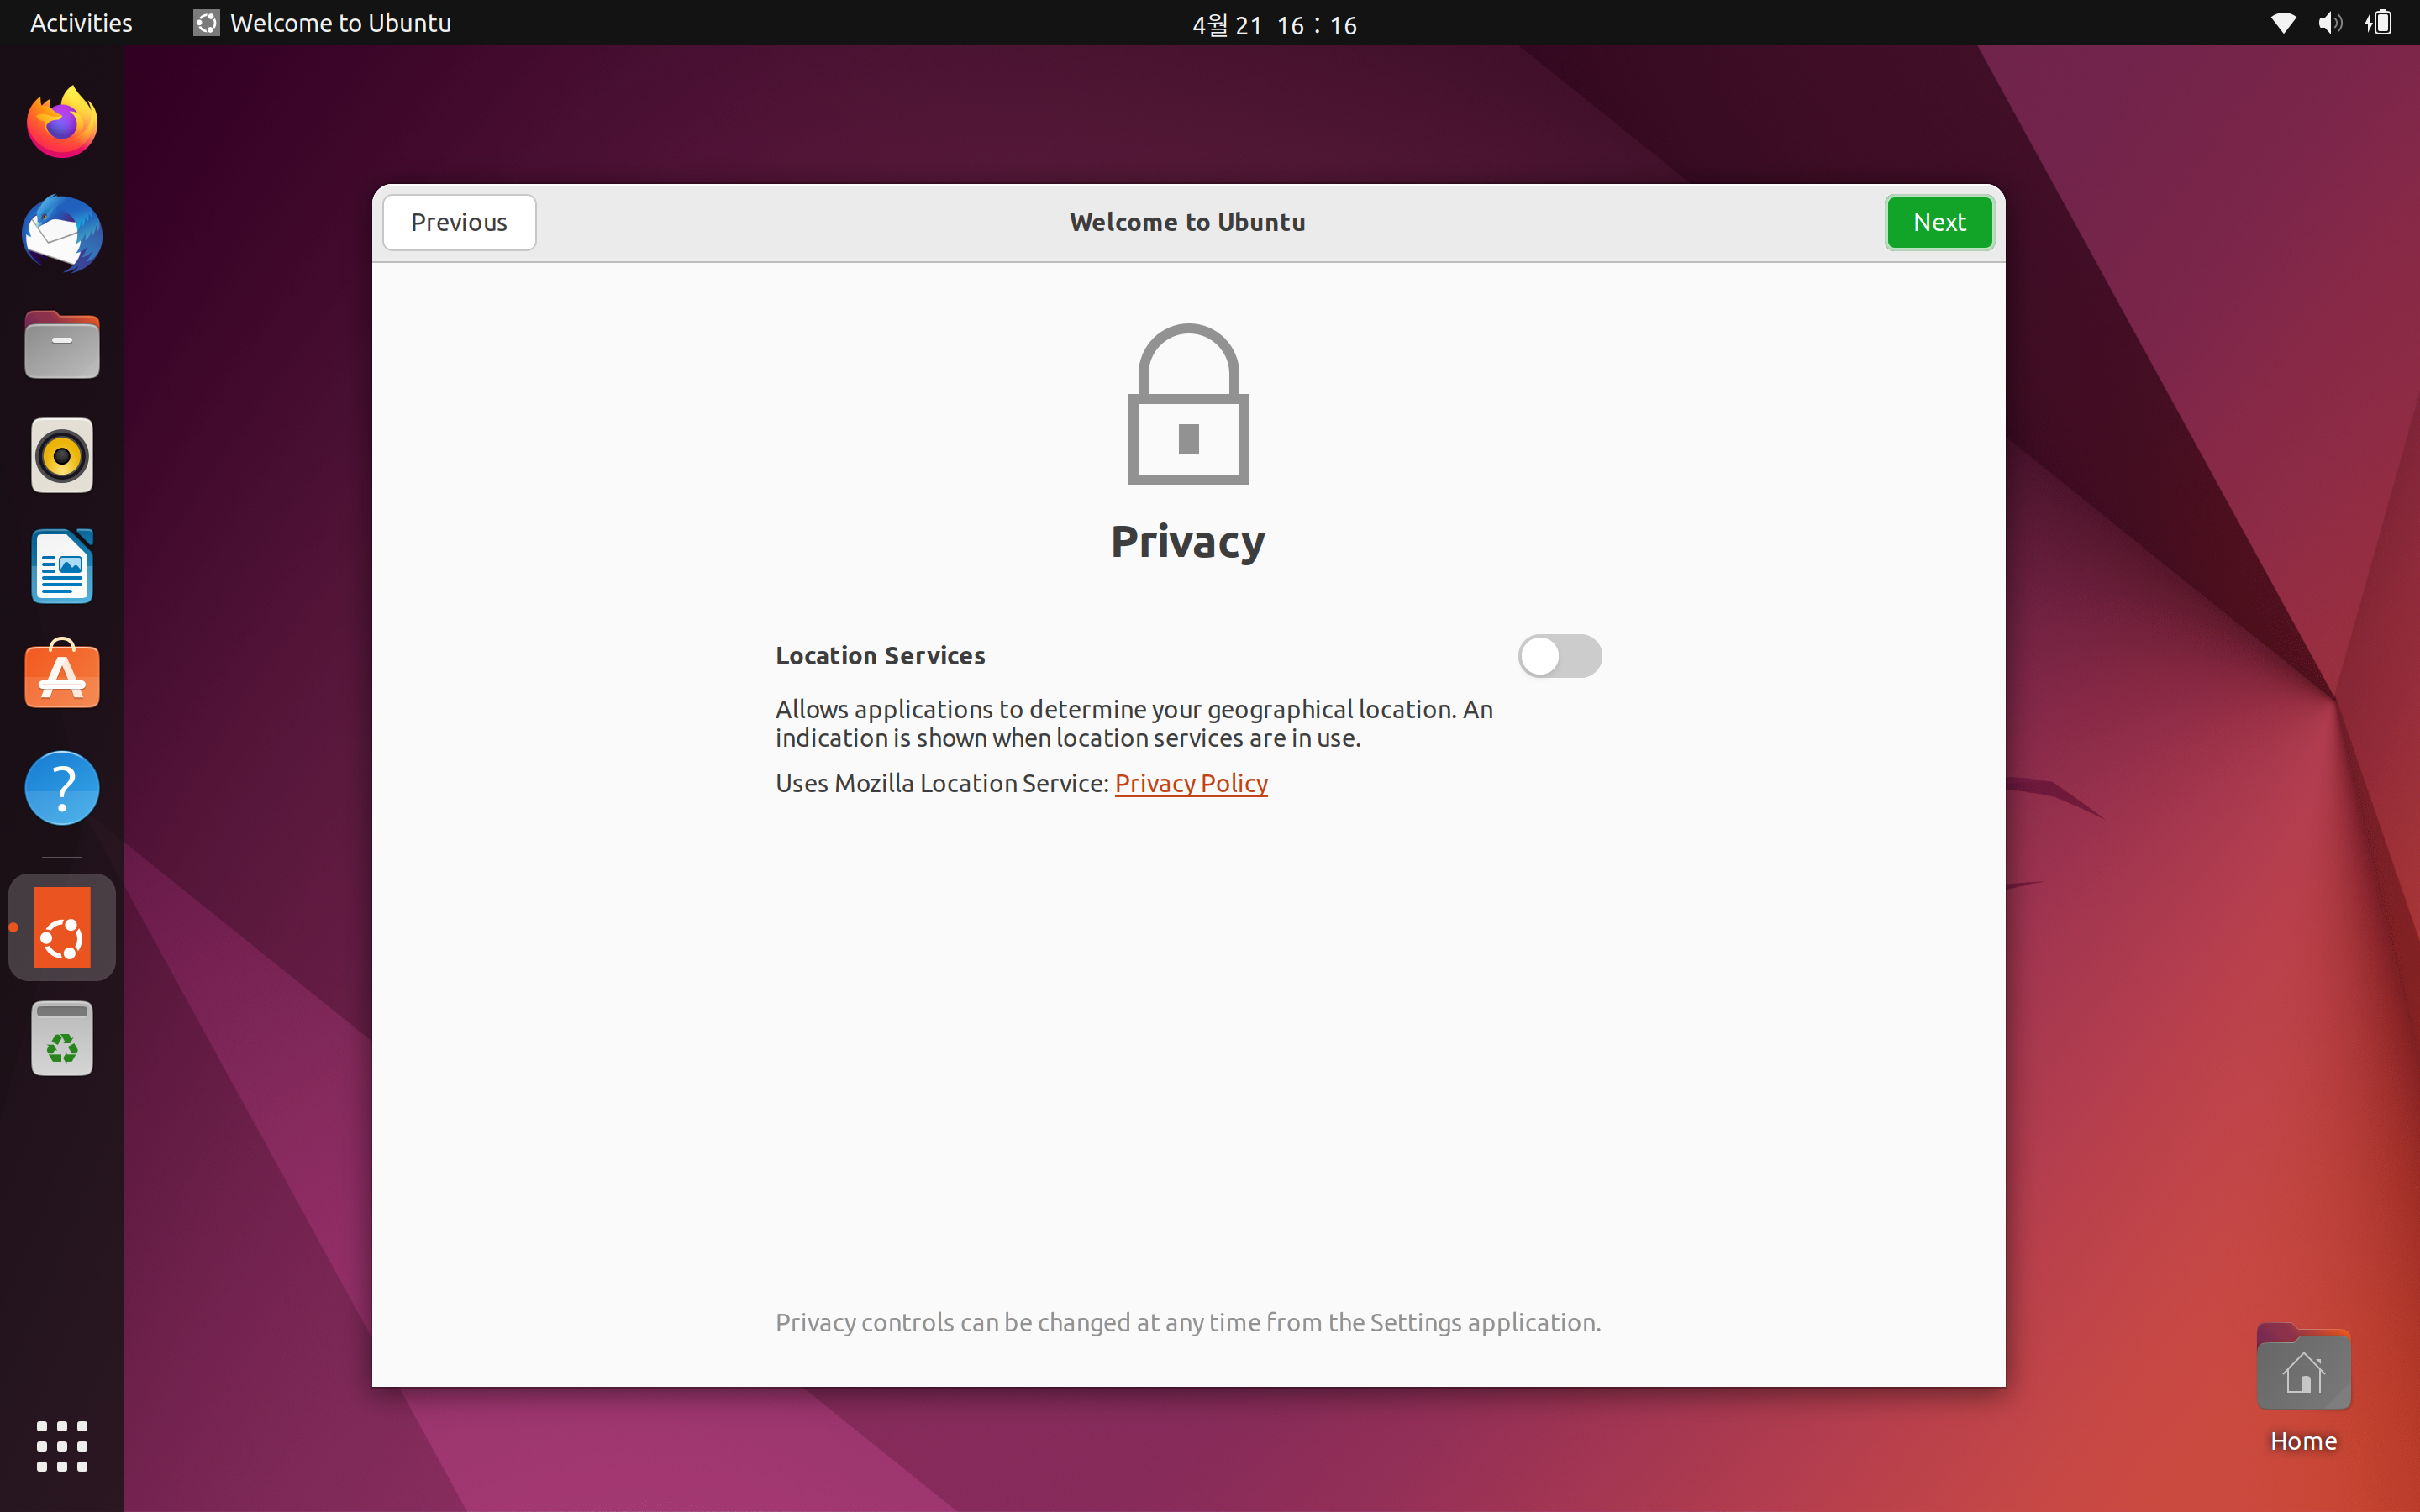 Activities
Welcome to Ubuntu
4월 21 16：16
Previous
Welcome to Ubuntu
Next
Privacy
Location Services
Allows applications to determine your geographical location. An
indication is shown when location services are in use.
Uses Mozilla Location Service: Privacy Policy
Privacy controls can be changed at any time from the Settings application.
Home